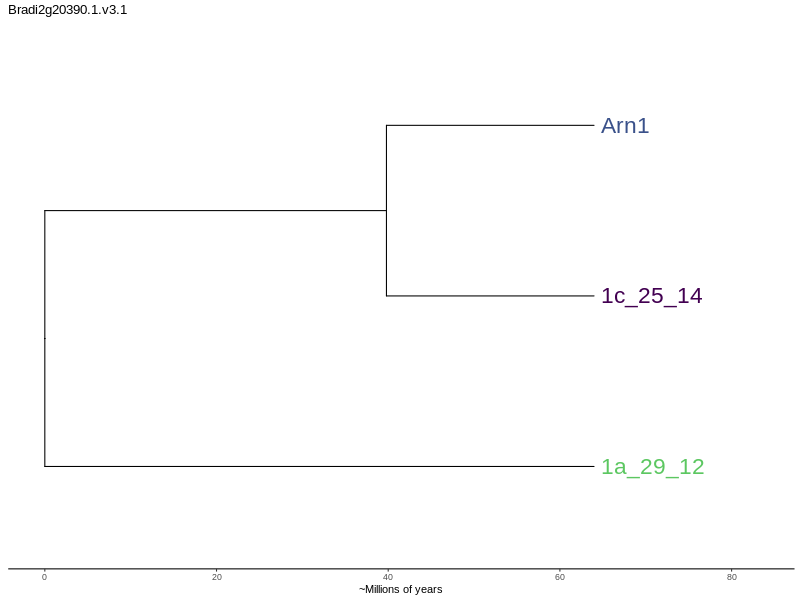 Bradi2g20390.1.v3.1
Arn1
1c_25_14
1a_29_12
0 20 40 60 80
~Millions of years